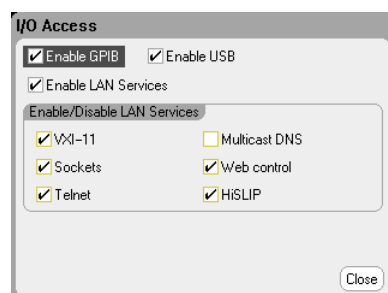 I/O Access
Enable GPIB Enable USB
Enable LAN Services
Enable/Disable LAN Services
VXI-11 Multicast DNS
Sockets Web control
Telnet HiSLIP
Close